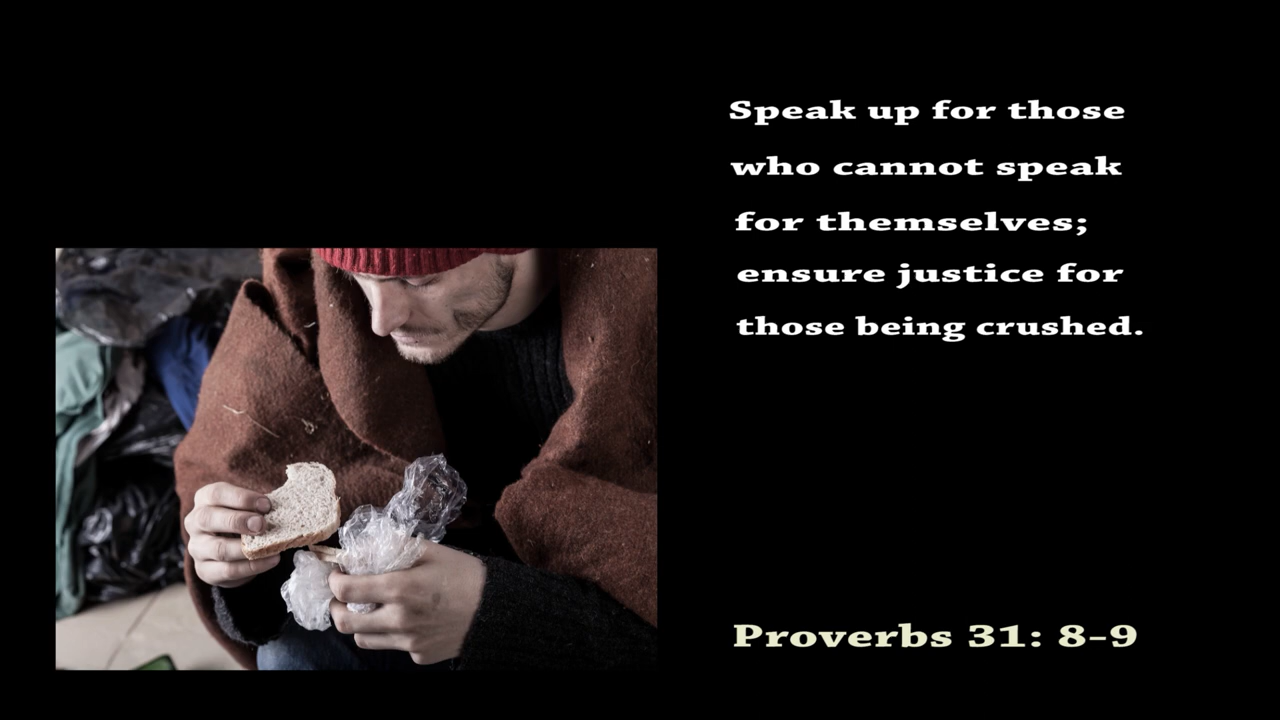 Speak up for those
who cannot speak
for themselves;
ensure justice for
those being crushed.
Proverbs 31: 8-9